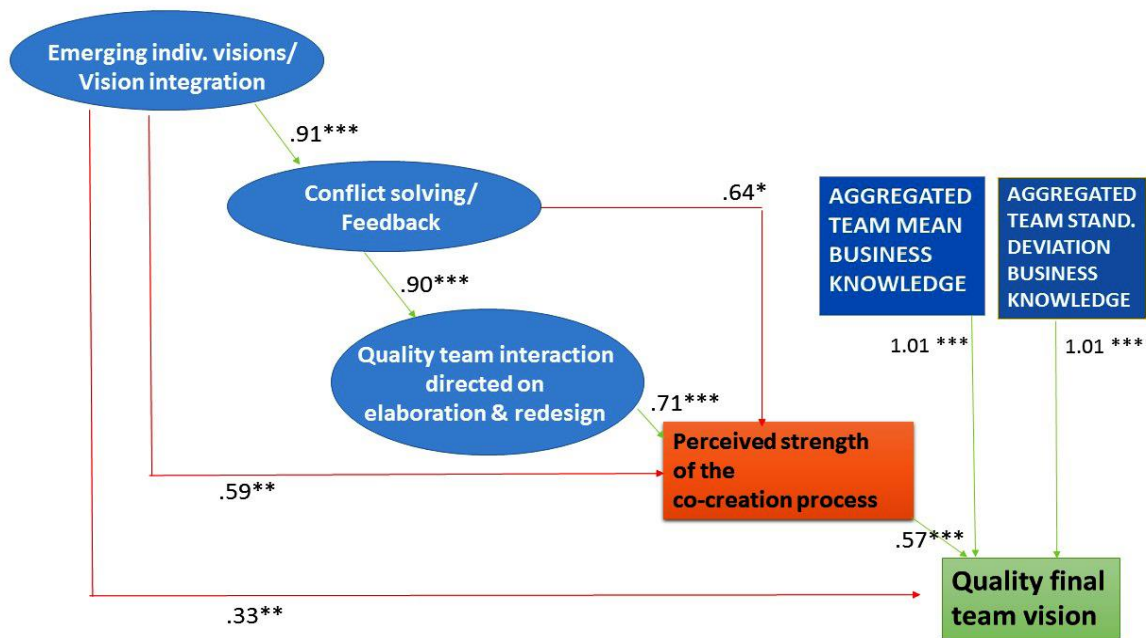 Emerging indiv. visions/
Vision integration
.91***
Conflict solving/
Feedback
.64*
AGGREGATED
TEAM MEAN
BUSINESS
KNOWLEDGE
AGGREGATED
TEAM STAND.
DEVIATION
BUSINESS
KNOWLEDGE
.90***
Quality team interaction
directed on
elaboration & redesign
1.01 ***
1.01 ***
.71***
Perceived strength
of the
co-creation process
.59**
.57***
Quality final
team vision
.33**